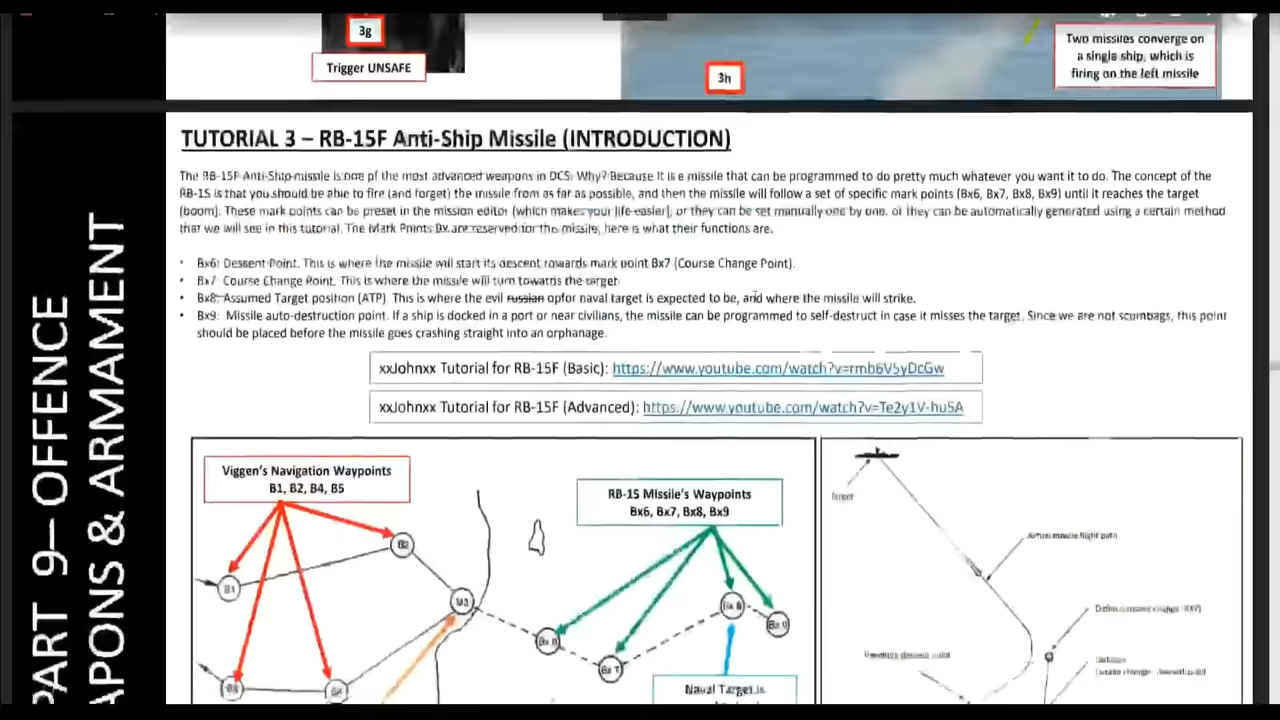 3g
Trigger UNSAFE
3h
Two missiles converge on
a single ship, which is
firing on the left missile
PART 9– OFFENCE
APONS & ARMAMENT
TUTORIAL 3 – RB-15F Anti-Ship Missile (INTRODUCTION)
The RB-15F Anti-Ship missile is one of the most advanced weapons in DCS. Why? Because it is a missile that can be programmed to do pretty much whatever you want it to do. The concept of the
RB-15 is that you should be able to fire (and forget) the missile from as far as possible, and then the missile will follow a set of specific mark points (Bx6, Bx7, Bx8, Bx9) until it reaches the target
(boom). These mark points can be preset in the mission editor (which makes your life easier), or they can be set manually one by one, or they can be automatically generated using a certain method
that we will see in this tutorial. The Mark Points Bx are reserved for the missile, here is what their functions are.
• Bx6: Descent Point. This is where the missile will start its descent towards mark point Bx7 (Course Change Point).
• Bx7 Course Change Point. This is where the missile will turn towards the target
• Bx8: Assumed Target position (ATP). This is where the evil russian opfor naval target is expected to be, and where the missile will strike.
• Bx9: Missile auto-destruction point. If a ship is docked in a port or near civilians, the missile can be programmed to self-destruct in case it misses the target. Since we are not scumbags, this point
should be placed before the missile goes crashing straight into an orphanage.
xxJohnxx Tutorial for RB-15F (Basic): https://www.youtube.com/watch?v=rmb6V5yDcGw
xxJohnxx Tutorial for RB-15F (Advanced): https://www.youtube.com/watch?v=Te2y1V-hu5A
Viggen's Navigation Waypoints
B1, B2, B4, B5
RB-15 Missile's Waypoints
Bx6, Bx7, Bx8, Bx9
B1
B2
Bx 8
Bx 7
Naval Target is
Target
Actual missile flight path